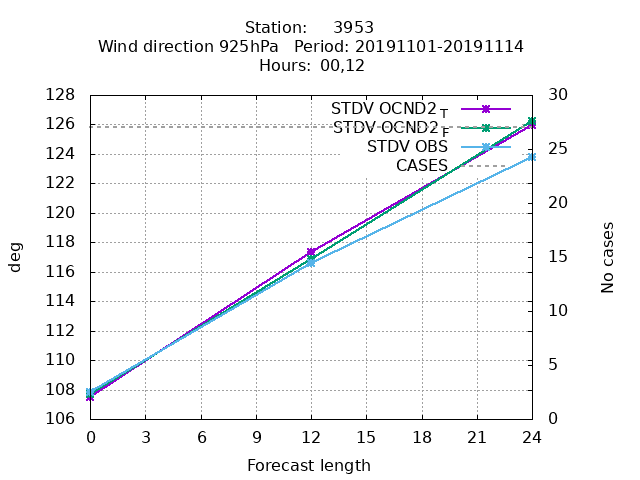 Station: 3953
Wind direction 925hPa Period: 20191101-20191114
Hours: 00,12
128
126
124
122
120
118
116
114
112
110
108
106
30
25
20
15
10
5
0
STDV OCND2 T
STDV OCND2 F
STDV OBS
CASES
deg
No cases
0 3 6 9 12 15 18 21 24
Forecast length